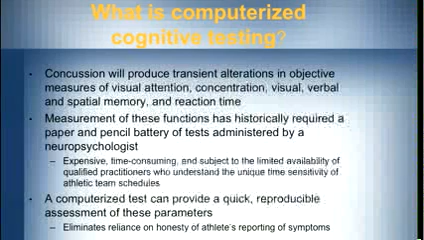 What is computerized
cognitive testing?
• Concussion will produce transient alterations in objective
measures of visual attention, concentration, visual, verbal
and spatial memory, and reaction time
• Measurement of these functions has historically required a
paper and pencil battery of tests administered by a
neuropsychologist
– Expensive, time-consuming, and subject to the limited availability of
qualified practitioners who understand the unique time sensitivity of
athletic team schedules
• A computerized test can provide a quick, reproducible
assessment of these parameters
– Eliminates reliance on honesty of athlete's reporting of symptoms